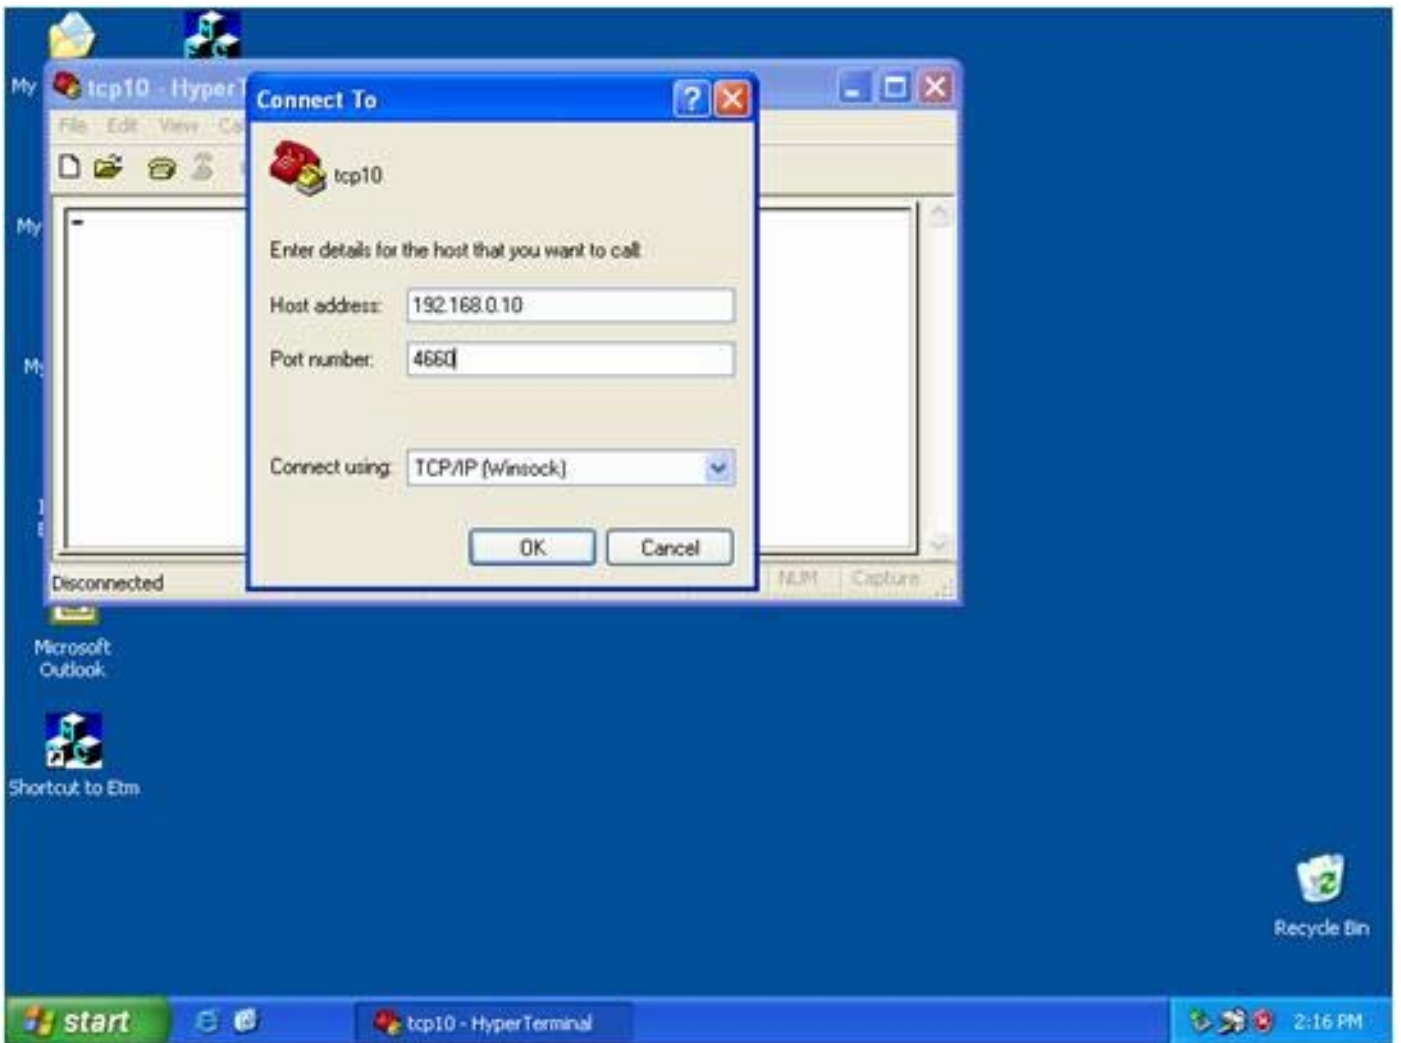 My
tcp10 - HyperT
File Edit View Ca
Connect To
tcp10
Enter details for the host that you want to call:
Host address: 192.168.0.10
Port number: 4660
Connect using: TCP/IP (Winsock)
OK Cancel
My
My
Disconnected
NUM Capture
Microsoft
Outlook
Shortcut to Etm
Recycle Bin
start
tcp10 - HyperTerminal
2:16 PM